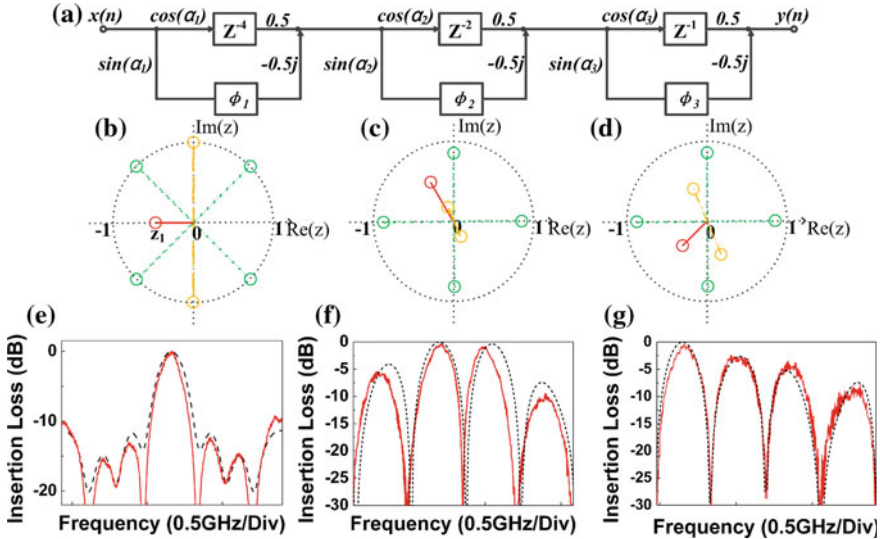 (a)
x(n) cos(α₁) Z⁻⁴ 0.5 cos(α₂) Z⁻² 0.5 cos(α₃) Z⁻¹ 0.5 y(n)
sin(α₁) -0.5j sin(α₂) -0.5j sin(α₃) -0.5j
ϕ₁ ϕ₂ ϕ₃
(b) Im(z) (c) Im(z) (d) Im(z)
-1 z₁ 0 1 Re(z) -1 0 1 Re(z) -1 0 1 Re(z)
(e)
Insertion Loss (dB)
0
-10
-20
Frequency (0.5GHz/Div)
(f)
Insertion Loss (dB)
0
-5
-10
-15
-20
-25
-30
Frequency (0.5GHz/Div)
(g)
Insertion Loss (dB)
0
-5
-10
-15
-20
-25
-30
Frequency (0.5GHz/Div)